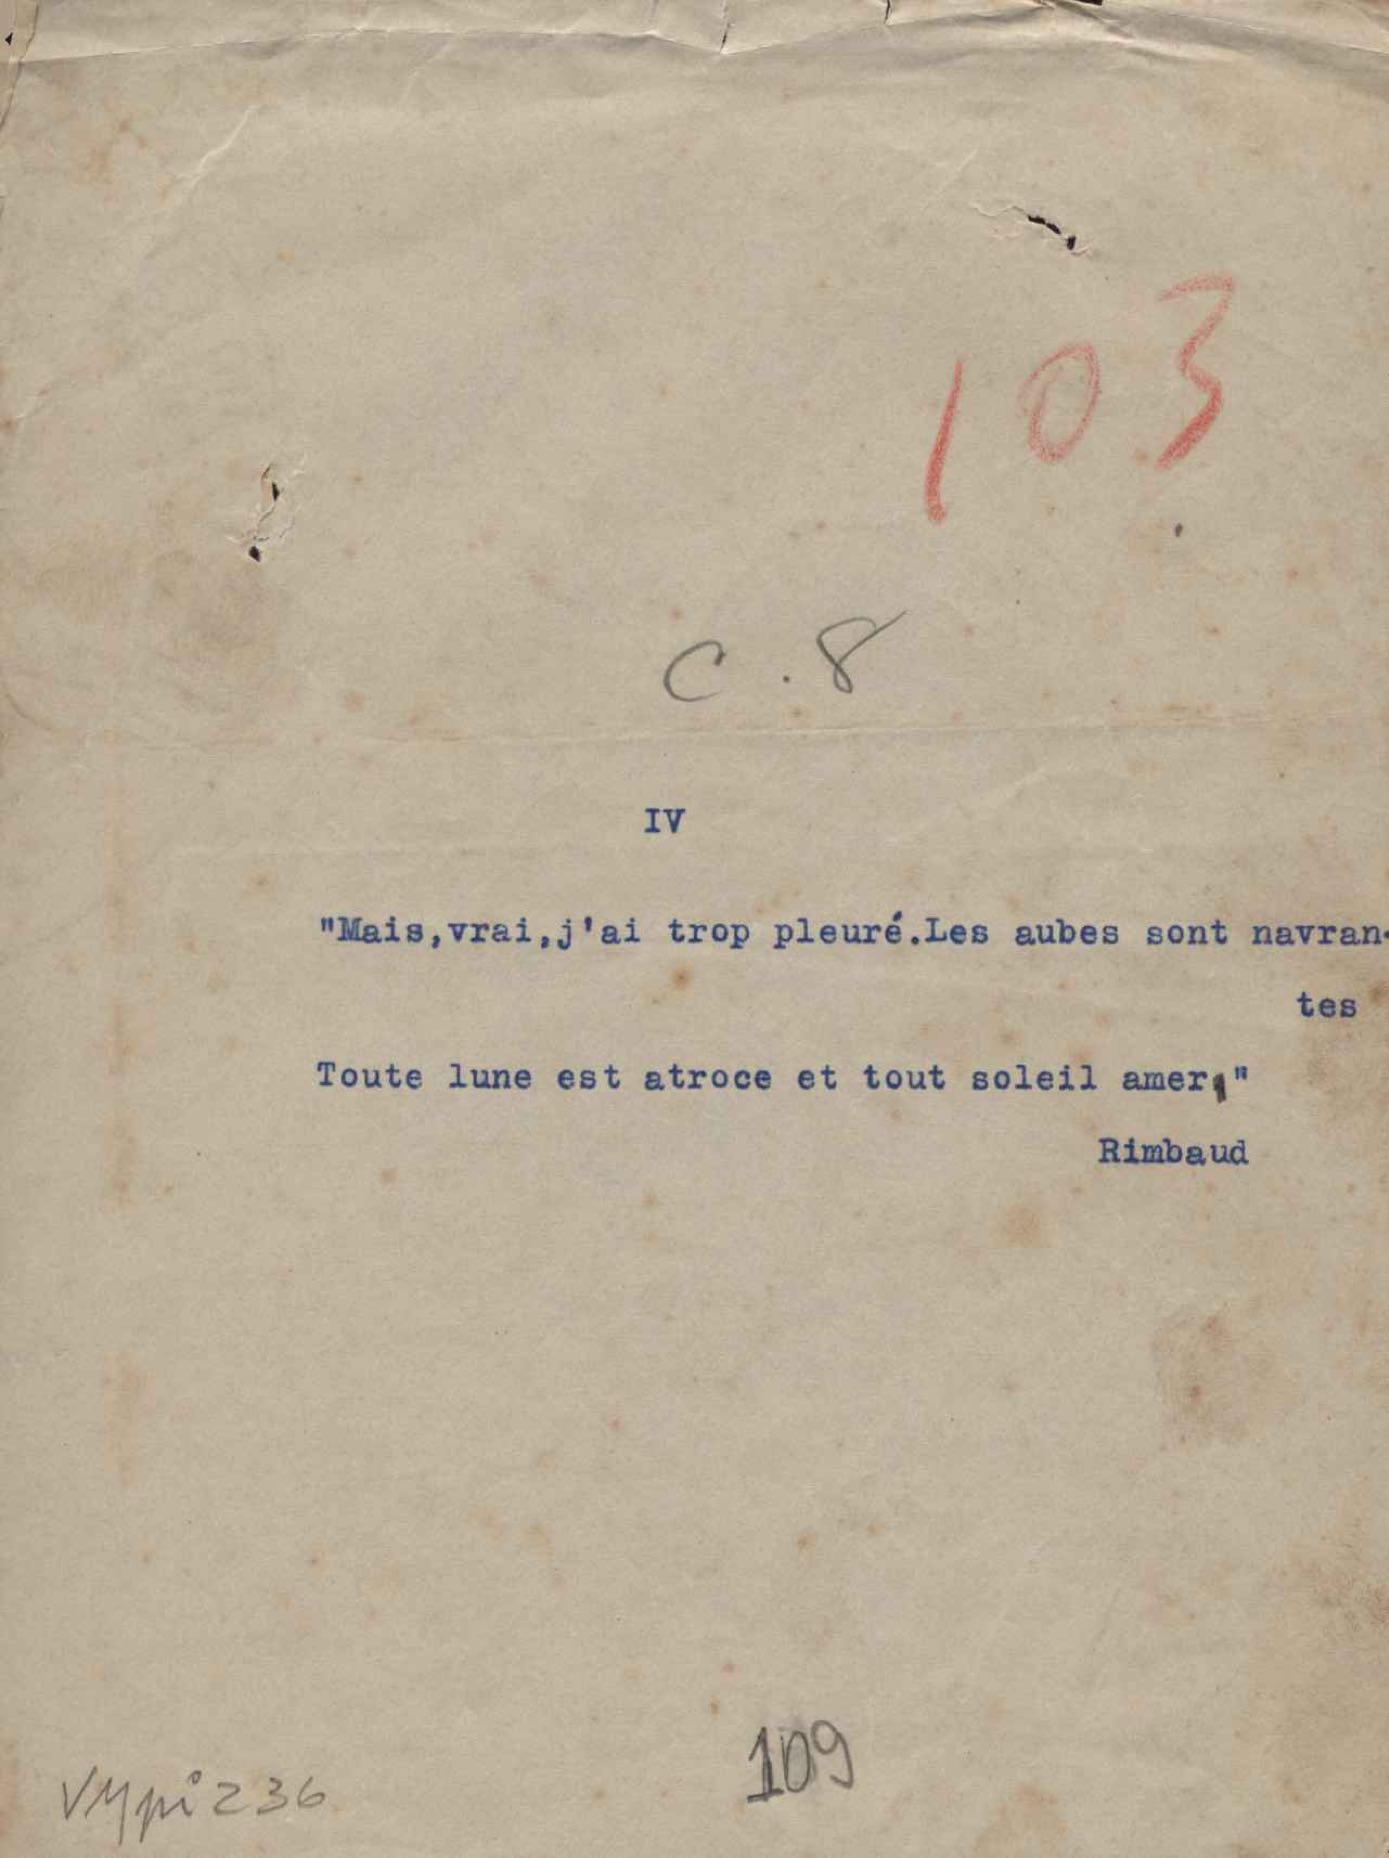 103
C.8
IV
"Mais,vrai,j'ai trop pleuré.Les aubes sont navran-
tes
Toute lune est atroce et tout soleil amer,"
Rimbaud
109
236